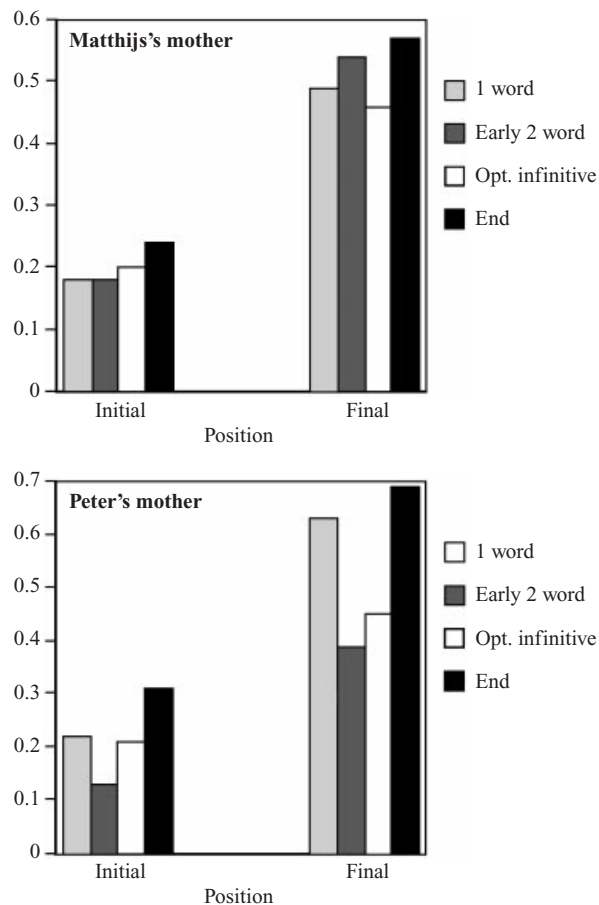 0.6
Matthijs's mother
0.5
0.4
0.3
0.2
0.1
0
Initial
Final
Position
1 word
Early 2 word
Opt. infinitive
End
0.7
Peter's mother
0.6
0.5
0.4
0.3
0.2
0.1
0
Initial
Final
Position
1 word
Early 2 word
Opt. infinitive
End